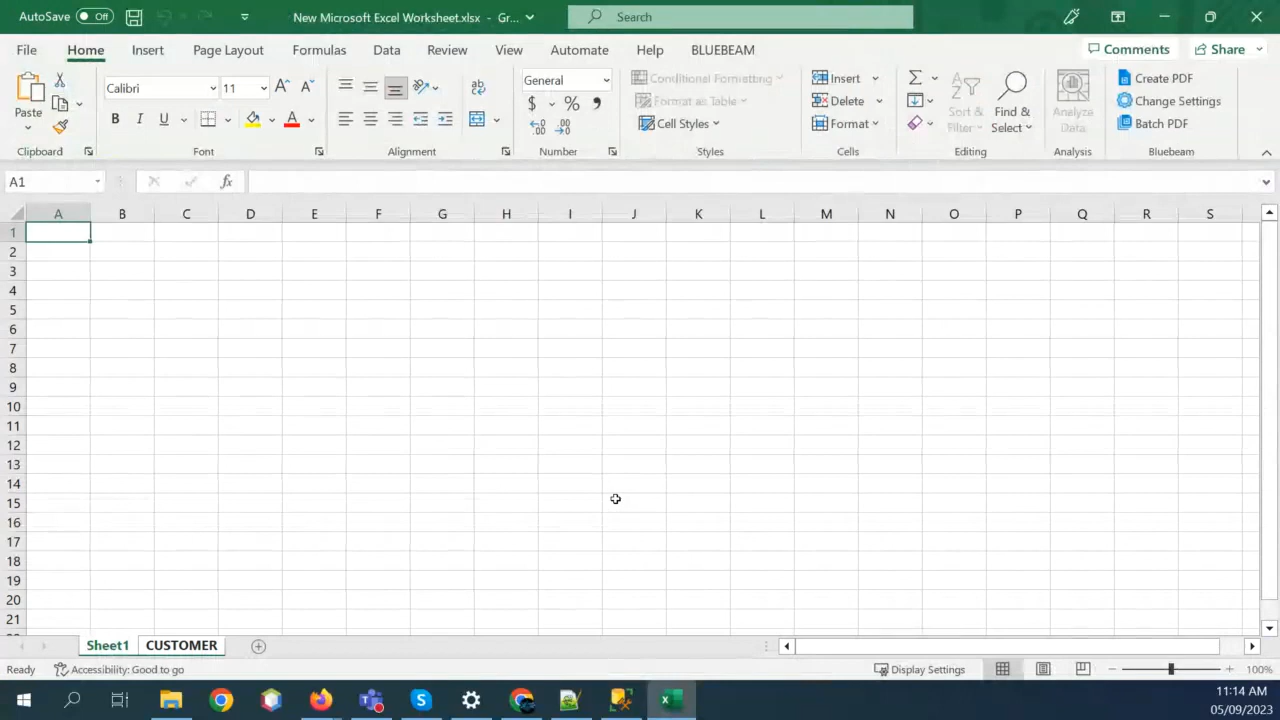 AutoSave Off New Microsoft Excel Worksheet.xlsx - Gr... Search
File Home Insert Page Layout Formulas Data Review View Automate Help BLUEBEAM Comments Share
Paste
Clipboard
Calibri 11
B I U A
Font
ab
Alignment
General
$ % 9
Number
Conditional Formatting
Format as Table
Cell Styles
Styles
Insert
Delete
Format
Cells
Sort & Filter
Find & Select
Editing
Analyze Data
Analysis
Create PDF
Change Settings
Batch PDF
Bluebeam
A1 fx
A B C D E F G H I J K L M N O P Q R S
1
2
3
4
5
6
7
8
9
10
11
12
13
14
15
16
17
18
19
20
21
Sheet1 CUSTOMER
Ready Accessibility: Good to go Display Settings 100%
11:14 AM
05/09/2023